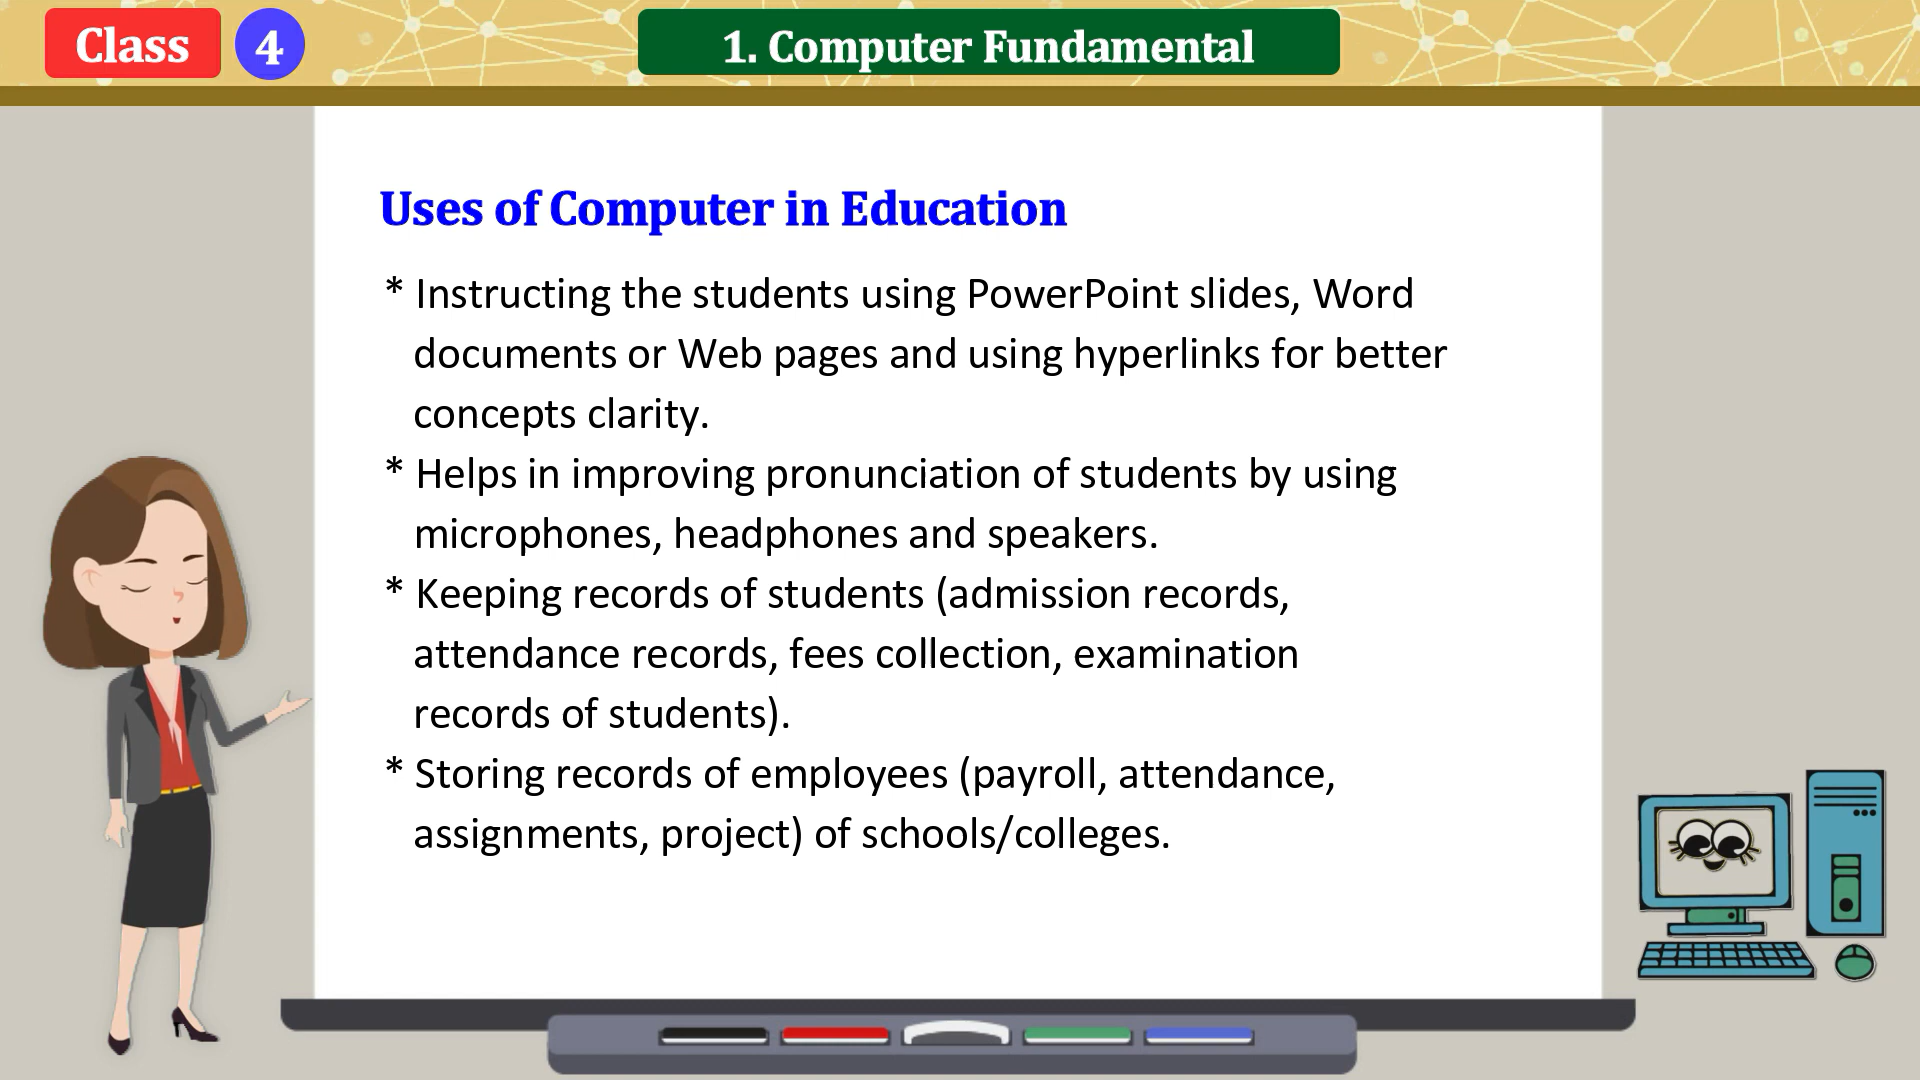 Class 4
1. Computer Fundamental
Uses of Computer in Education
* Instructing the students using PowerPoint slides, Word
documents or Web pages and using hyperlinks for better
concepts clarity.
* Helps in improving pronunciation of students by using
microphones, headphones and speakers.
* Keeping records of students (admission records,
attendance records, fees collection, examination
records of students).
* Storing records of employees (payroll, attendance,
assignments, project) of schools/colleges.